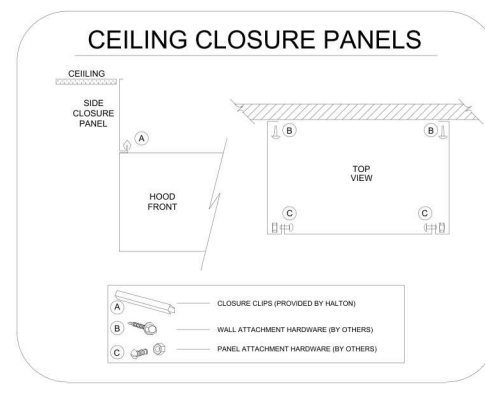 CEILING CLOSURE PANELS
CEIILING
SIDE
CLOSURE
PANEL
A
HOOD
FRONT
B
B
TOP
VIEW
C
C
A
CLOSURE CLIPS (PROVIDED BY HALTON)
B
WALL ATTACHMENT HARDWARE (BY OTHERS)
C
PANEL ATTACHMENT HARDWARE (BY OTHERS)